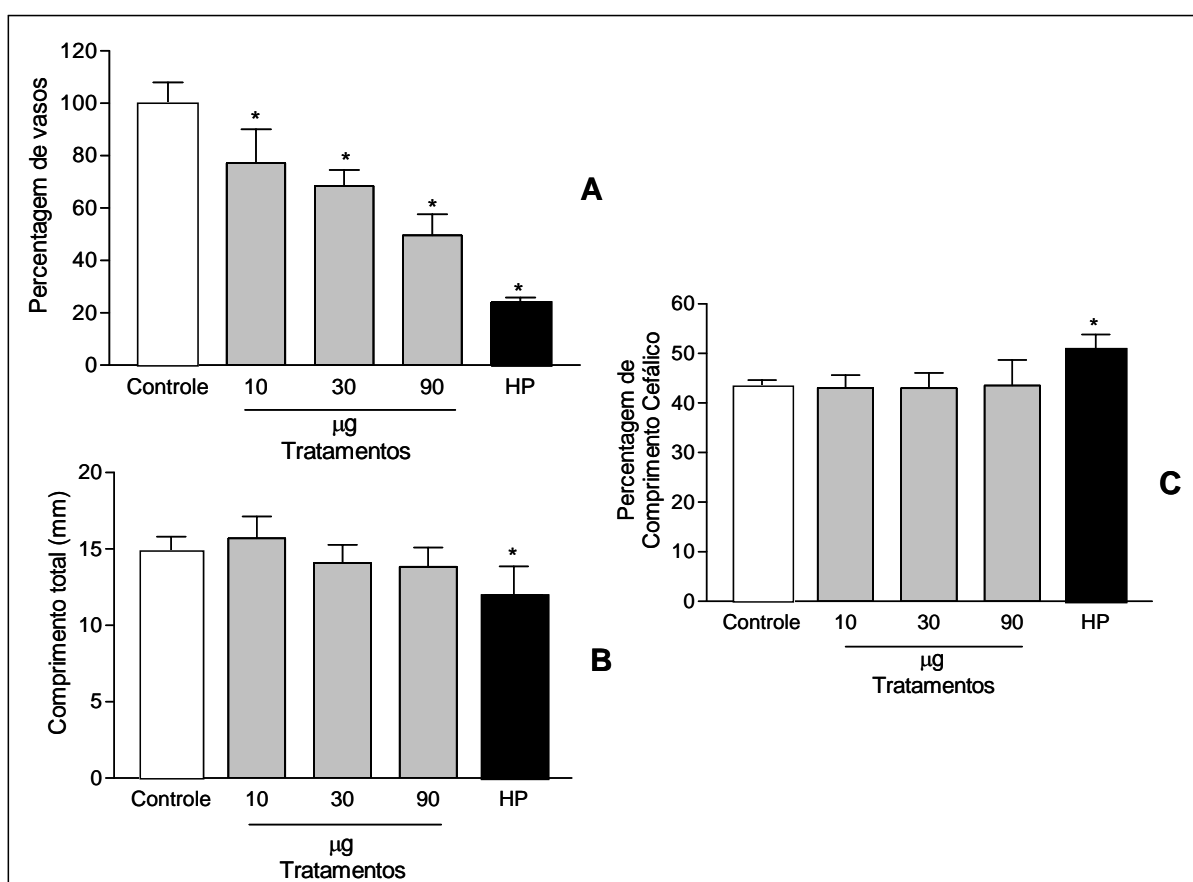 Percentagem de vasos
120
100
80
60
40
20
0
*
*
*
*
Controle 10 30 90 HP
µg
Tratamentos
A
Comprimento total (mm)
20
15
10
5
0
*
Controle 10 30 90 HP
µg
Tratamentos
B
Percentagem de
Comprimento Cefálico
60
50
40
30
20
10
0
*
Controle 10 30 90 HP
µg
Tratamentos
C